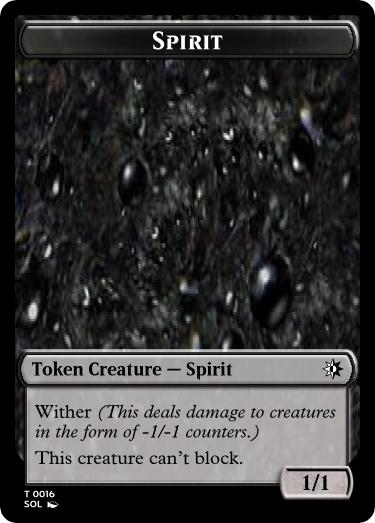 Spirit
Token Creature — Spirit
Wither (This deals damage to creatures
in the form of -1/-1 counters.)
This creature can't block.
1/1
T 0016
SOL